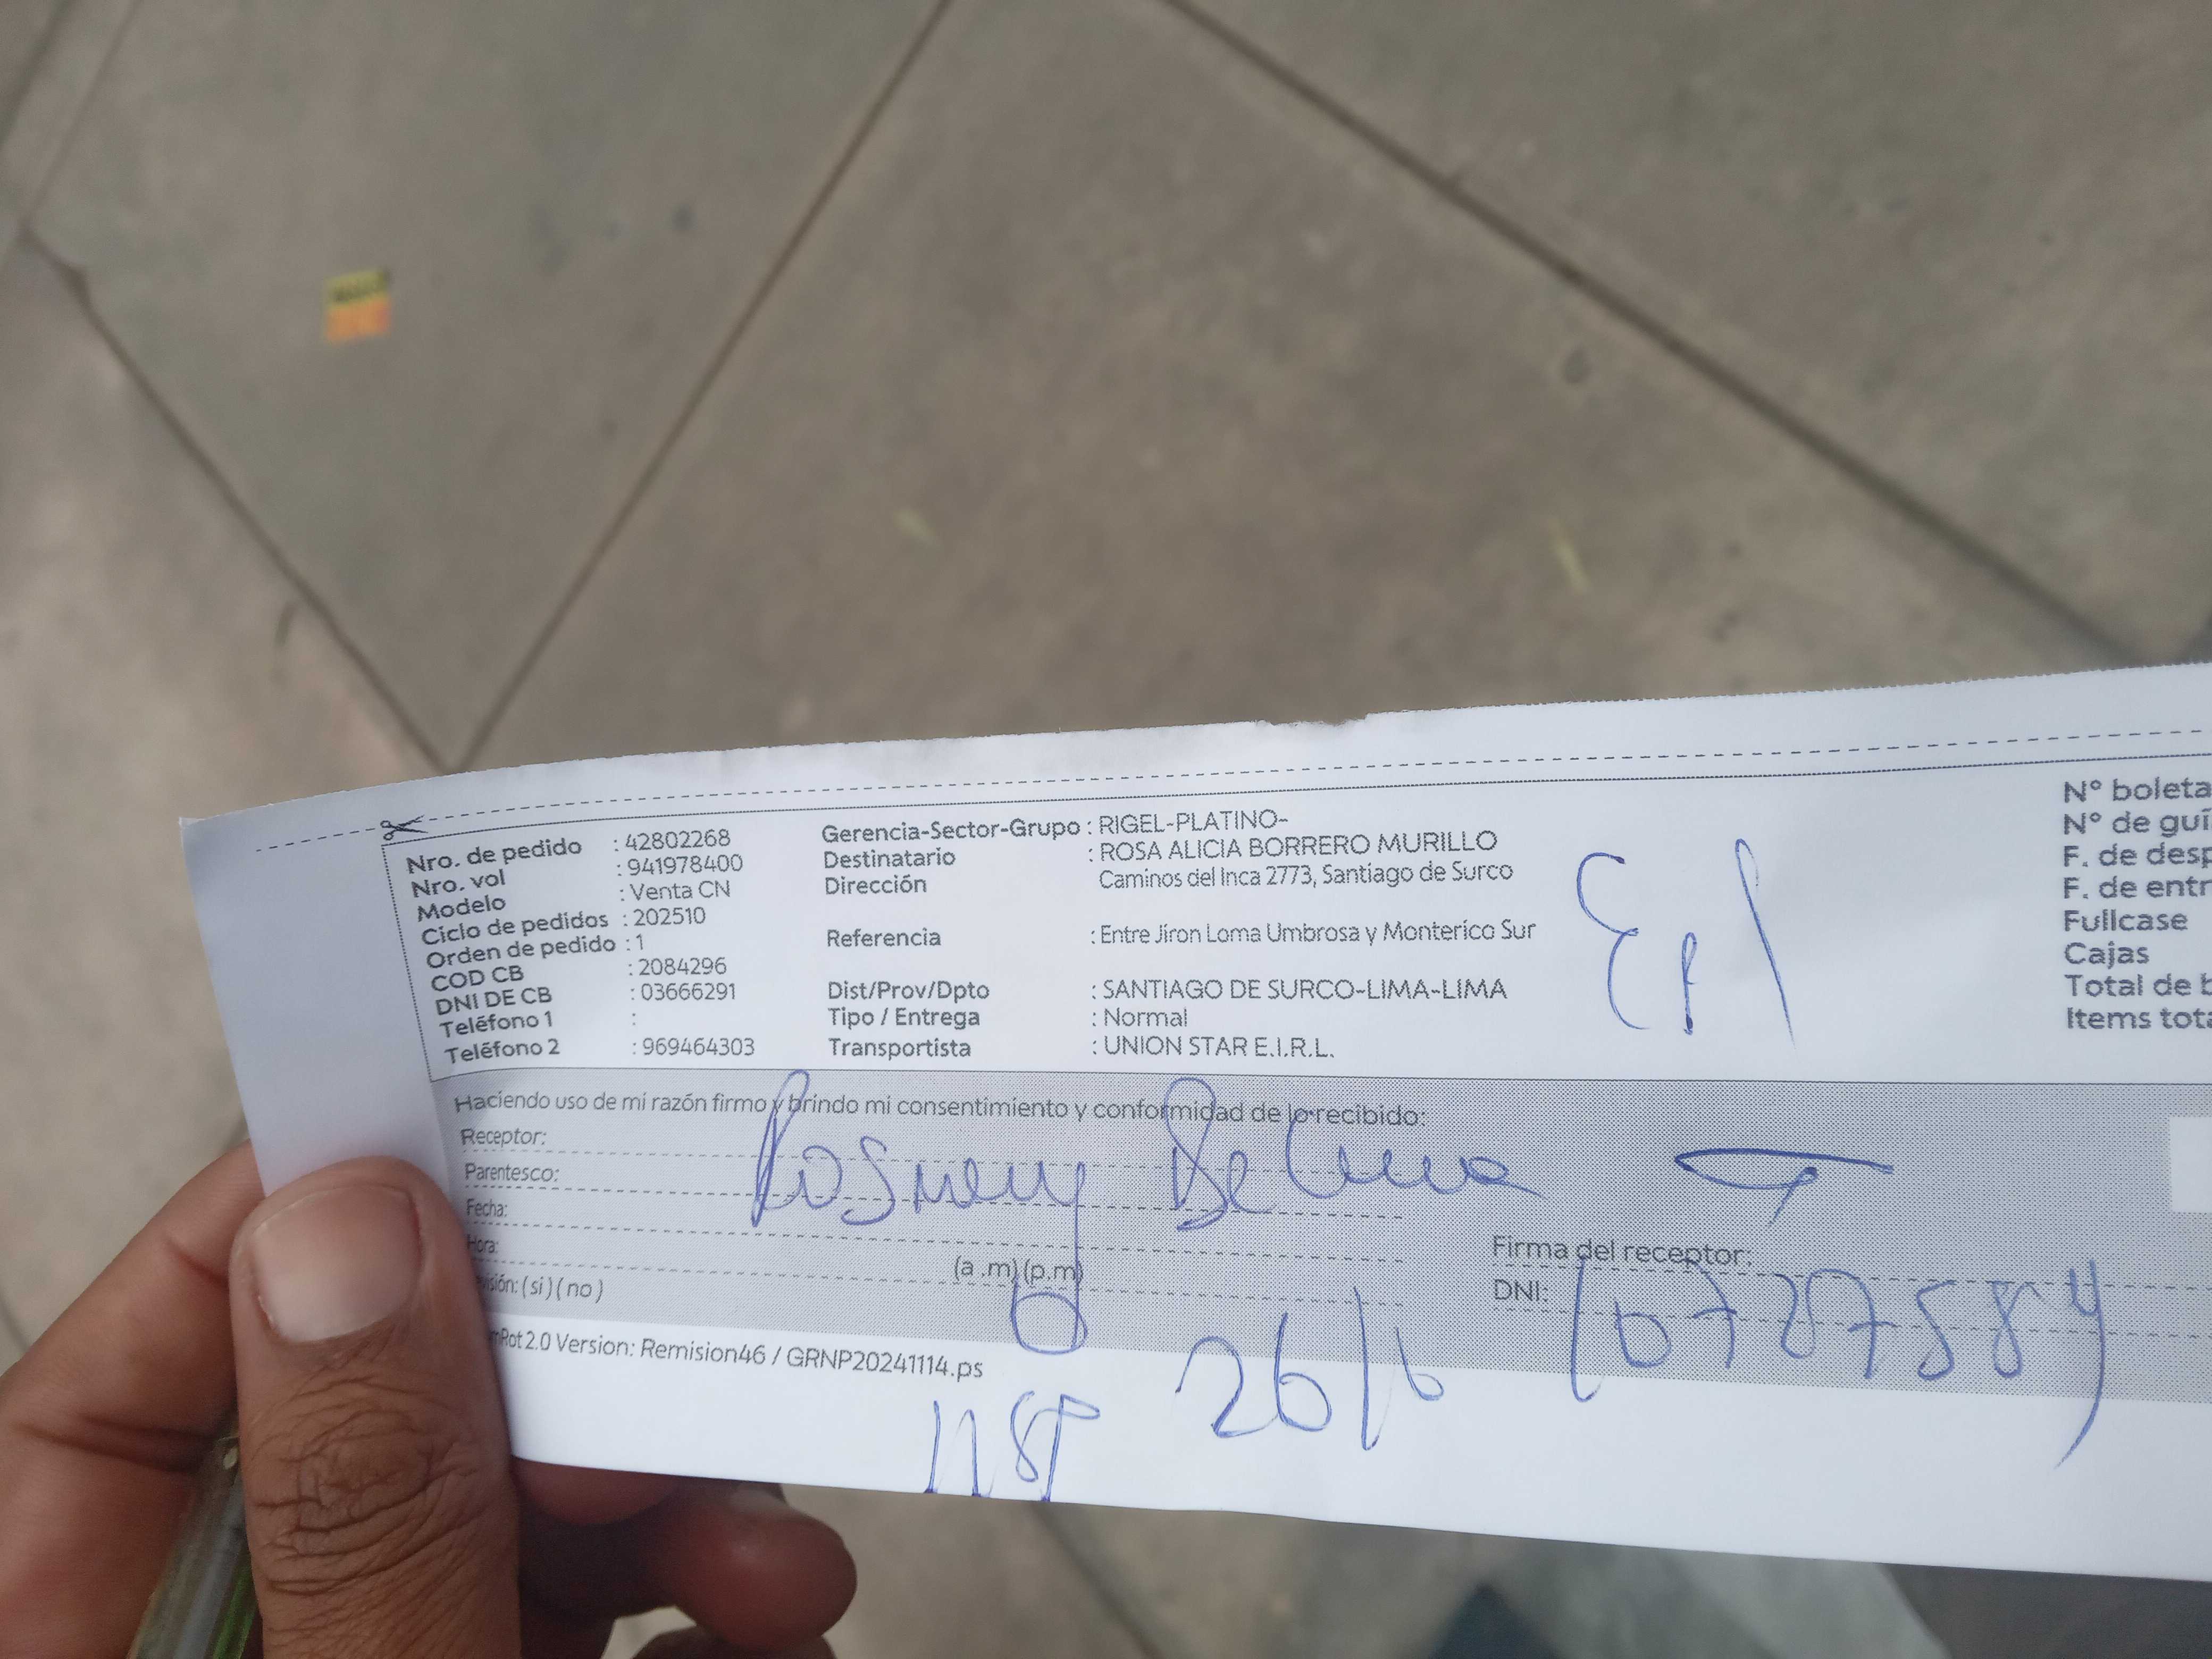 Nro. de pedido : 42802268
Nro. vol : 941978400
Modelo : Venta CN
Ciclo de pedidos : 202510
Orden de pedido : 1
COD CB : 2084296
DNI DE CB : 03666291
Teléfono 1 :
Teléfono 2 : 969464303
Gerencia-Sector-Grupo : RIGEL-PLATINO-
Destinatario : ROSA ALICIA BORRERO MURILLO
Dirección Caminos del Inca 2773, Santiago de Surco
Referencia : Entre Jiron Loma Umbrosa y Monterico Sur
Dist/Prov/Dpto : SANTIAGO DE SURCO-LIMA-LIMA
Tipo / Entrega : Normal
Transportista : UNION STAR E.I.R.L.
N° boleta
N° de guí
F. de desp
F. de entr
Fullcase
Cajas
Total de b
Items tota
Haciendo uso de mi razón firmo y brindo mi consentimiento y conformidad de lo recibido:
Receptor:
Parentesco:
Fecha:
Hora: (a .m) (p.m)
visión: ( si ) ( no )
Firma del receptor:
DNI:
Rot 2.0 Version: Remision46 / GRNP20241114.ps
26/6